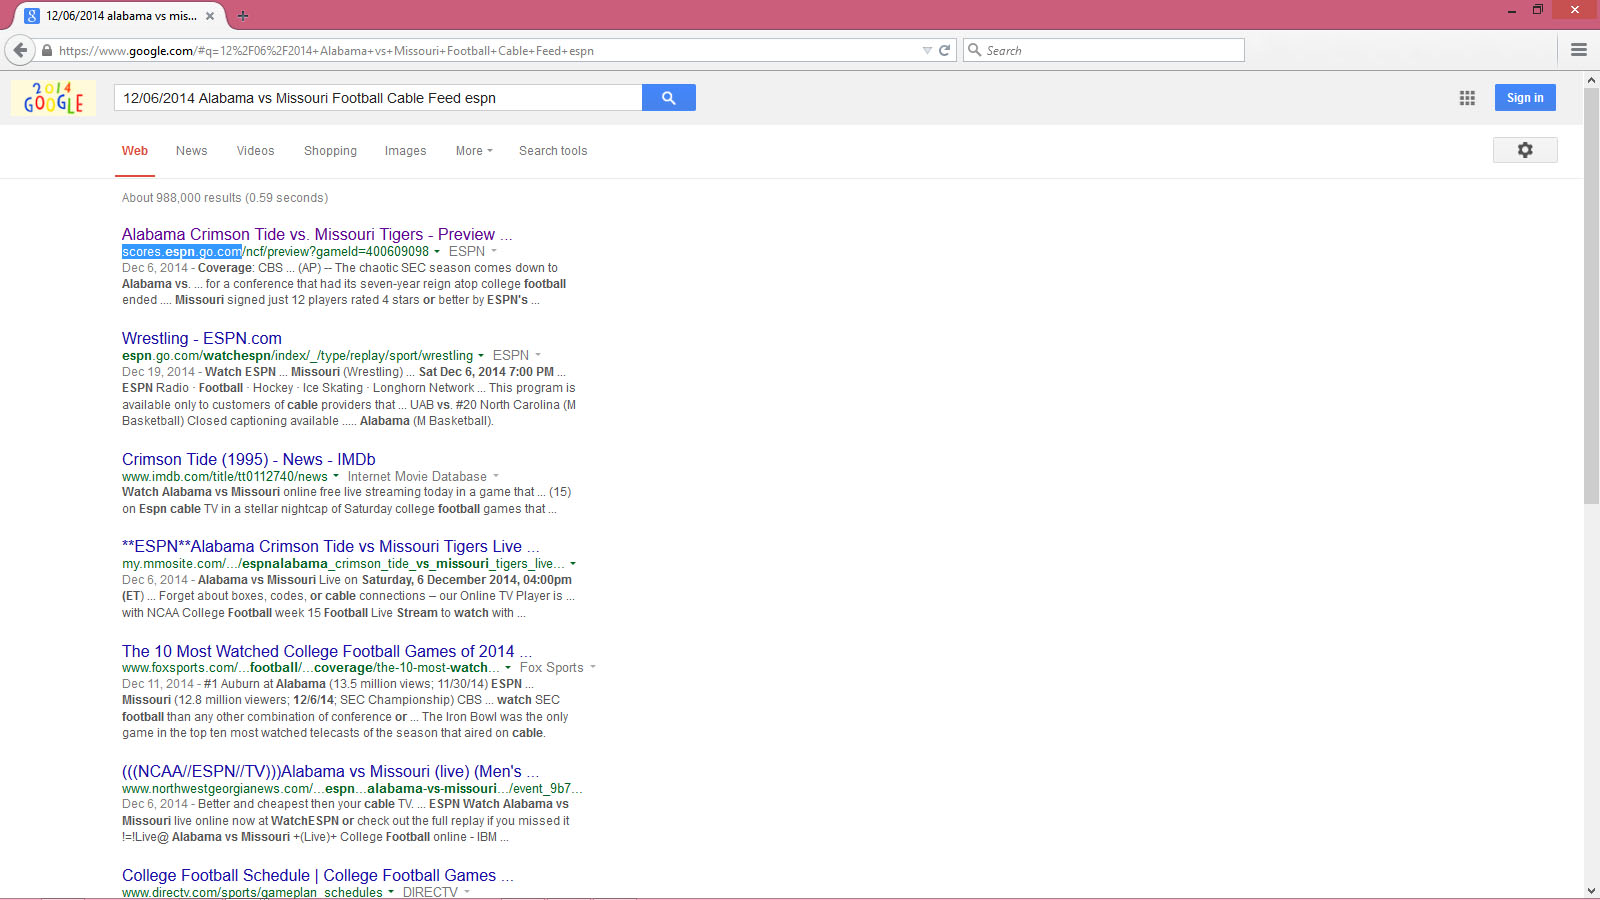 12/06/2014 alabama vs mis...
https://www.google.com/#q=12%2F06%2F2014+Alabama+vs+Missouri+Football+Cable+Feed+espn
Search
2014
GOOGLE
12/06/2014 Alabama vs Missouri Football Cable Feed espn
Sign in
Web News Videos Shopping Images More Search tools
About 988,000 results (0.59 seconds)
Alabama Crimson Tide vs. Missouri Tigers - Preview ...
scores.espn.go.com/ncf/preview?gameId=400609098 ESPN
Dec 6, 2014 - Coverage: CBS ... (AP) -- The chaotic SEC season comes down to
Alabama vs. ... for a conference that had its seven-year reign atop college football
ended .... Missouri signed just 12 players rated 4 stars or better by ESPN's ...
Wrestling - ESPN.com
espn.go.com/watchespn/index/_/type/replay/sport/wrestling ESPN
Dec 19, 2014 - Watch ESPN ... Missouri (Wrestling) ... Sat Dec 6, 2014 7:00 PM ...
ESPN Radio · Football · Hockey · Ice Skating · Longhorn Network ... This program is
available only to customers of cable providers that ... UAB vs. #20 North Carolina (M
Basketball) Closed captioning available ..... Alabama (M Basketball).
Crimson Tide (1995) - News - IMDb
www.imdb.com/title/tt0112740/news Internet Movie Database
Watch Alabama vs Missouri online free live streaming today in a game that ... (15)
on Espn cable TV in a stellar nightcap of Saturday college football games that ...
**ESPN**Alabama Crimson Tide vs Missouri Tigers Live ...
my.mmosite.com/.../espnalabama_crimson_tide_vs_missouri_tigers_live...
Dec 6, 2014 - Alabama vs Missouri Live on Saturday, 6 December 2014, 04:00pm
(ET) ... Forget about boxes, codes, or cable connections – our Online TV Player is ...
with NCAA College Football week 15 Football Live Stream to watch with ...
The 10 Most Watched College Football Games of 2014 ...
www.foxsports.com/...football/...coverage/the-10-most-watch... Fox Sports
Dec 11, 2014 - #1 Auburn at Alabama (13.5 million views; 11/30/14) ESPN ...
Missouri (12.8 million viewers; 12/6/14; SEC Championship) CBS ... watch SEC
football than any other combination of conference or ... The Iron Bowl was the only
game in the top ten most watched telecasts of the season that aired on cable.
(((NCAA//ESPN//TV)))Alabama vs Missouri (live) (Men's ...
www.northwestgeorgianews.com/...espn...alabama-vs-missouri.../event_9b7...
Dec 6, 2014 - Better and cheapest then your cable TV. ... ESPN Watch Alabama vs
Missouri live online now at WatchESPN or check out the full replay if you missed it
!=!Live@ Alabama vs Missouri +(Live)+ College Football online - IBM ...
College Football Schedule | College Football Games ...
www.directv.com/sports/gameplan_schedules DIRECTV